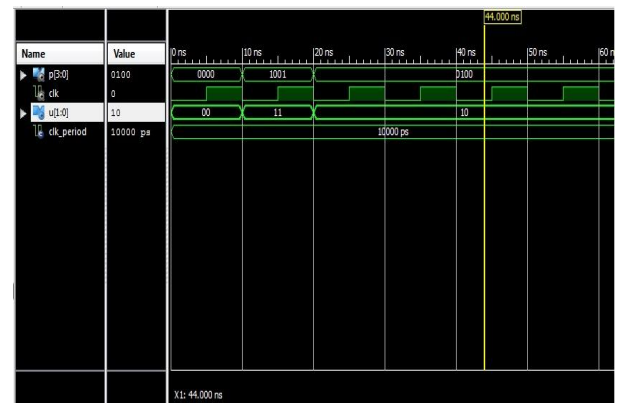 44.000 ns
Name Value 0 ns 10 ns 20 ns 30 ns 40 ns 50 ns 60 n
p[3:0] 0100 0000 1001 0100
clk 0
u[1:0] 10 00 11 10
clk_period 10000 ps 10000 ps
X1: 44.000 ns